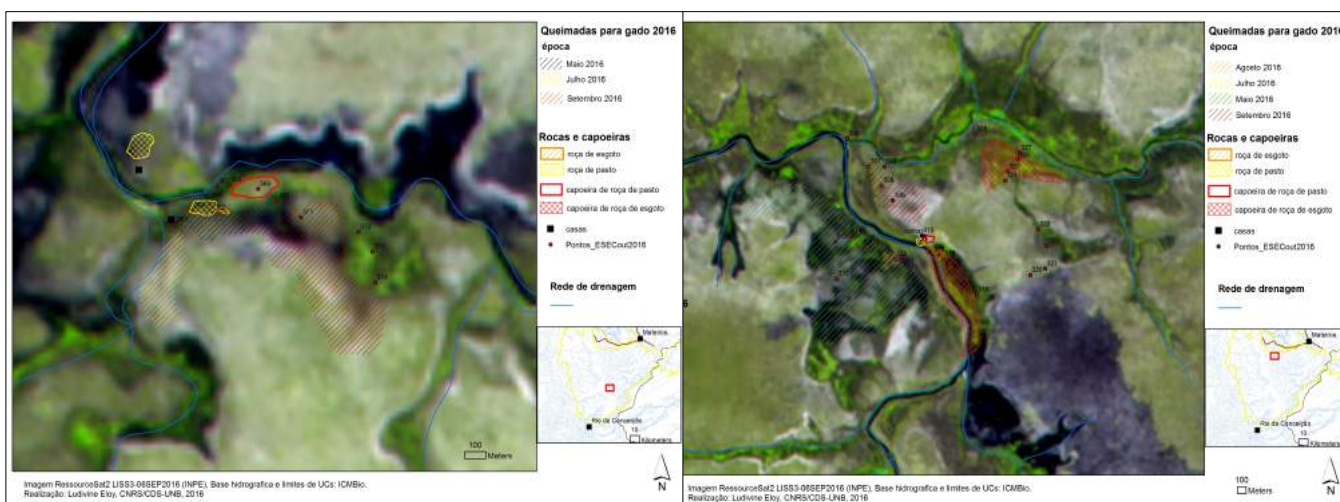 Queimadas para gado 2016
época
Maio 2016
Julho 2016
Setembro 2016
Rocas e capoeiras
roça de esgoto
roça de pasto
capoeira de roça de pasto
capoeira de roça de esgoto
casas
Pontos_ESECout2016
Rede de drenagem
Mateiros
Rio da Conceição
10
Kilometers
100
Meters
N
Imagem RessourceSat2 LISS3-06SEP2016 (INPE), Base hidrografica e limites de UCs: ICMBio.
Realização: Ludivine Eloy, CNRS/CDS-UNB, 2016
Queimadas para gado 2016
época
Agosto 2016
Julho 2016
Maio 2016
Setembro 2016
Rocas e capoeiras
roça de esgoto
roça de pasto
capoeira de roça de pasto
capoeira de roça de esgoto
casas
Pontos_ESECout2016
Rede de drenagem
Mateiros
Rio da Conceição
10
Kilometers
100
Meters
N
Imagem RessourceSat2 LISS3-06SEP2016 (INPE), Base hidrografica e limites de UCs: ICMBio.
Realização: Ludivine Eloy, CNRS/CDS-UNB, 2016